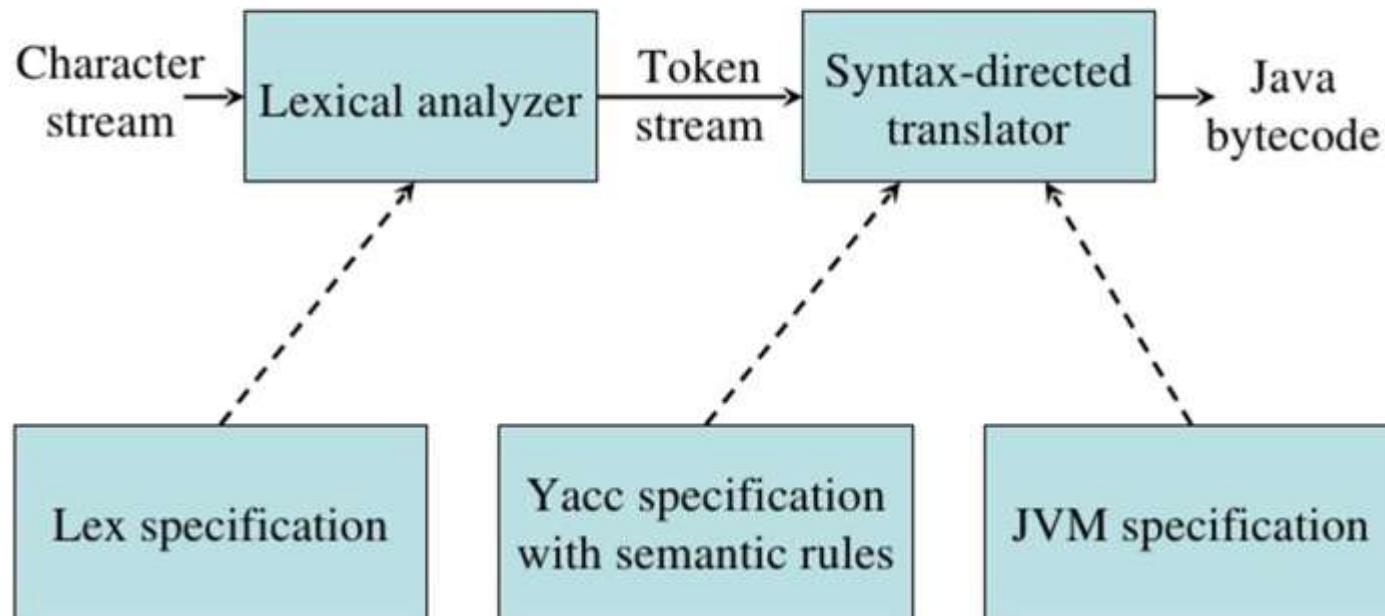 Character
stream
Lexical analyzer
Token
stream
Syntax-directed
translator
Java
bytecode
Lex specification
Yacc specification
with semantic rules
JVM specification